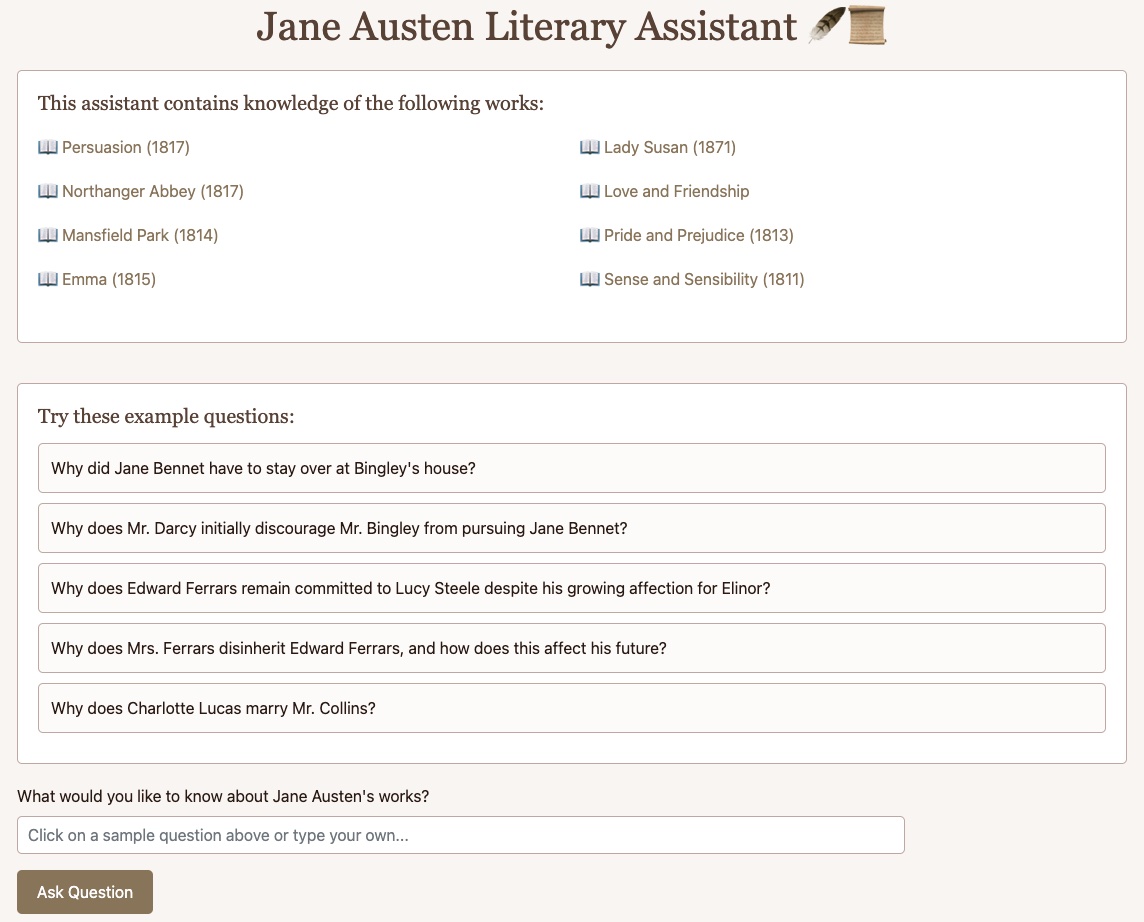 Jane Austen Literary Assistant
This assistant contains knowledge of the following works:
Persuasion (1817)
Northanger Abbey (1817)
Mansfield Park (1814)
Emma (1815)
Lady Susan (1871)
Love and Friendship
Pride and Prejudice (1813)
Sense and Sensibility (1811)
Try these example questions:
Why did Jane Bennet have to stay over at Bingley's house?
Why does Mr. Darcy initially discourage Mr. Bingley from pursuing Jane Bennet?
Why does Edward Ferrars remain committed to Lucy Steele despite his growing affection for Elinor?
Why does Mrs. Ferrars disinherit Edward Ferrars, and how does this affect his future?
Why does Charlotte Lucas marry Mr. Collins?
What would you like to know about Jane Austen's works?
Click on a sample question above or type your own...
Ask Question